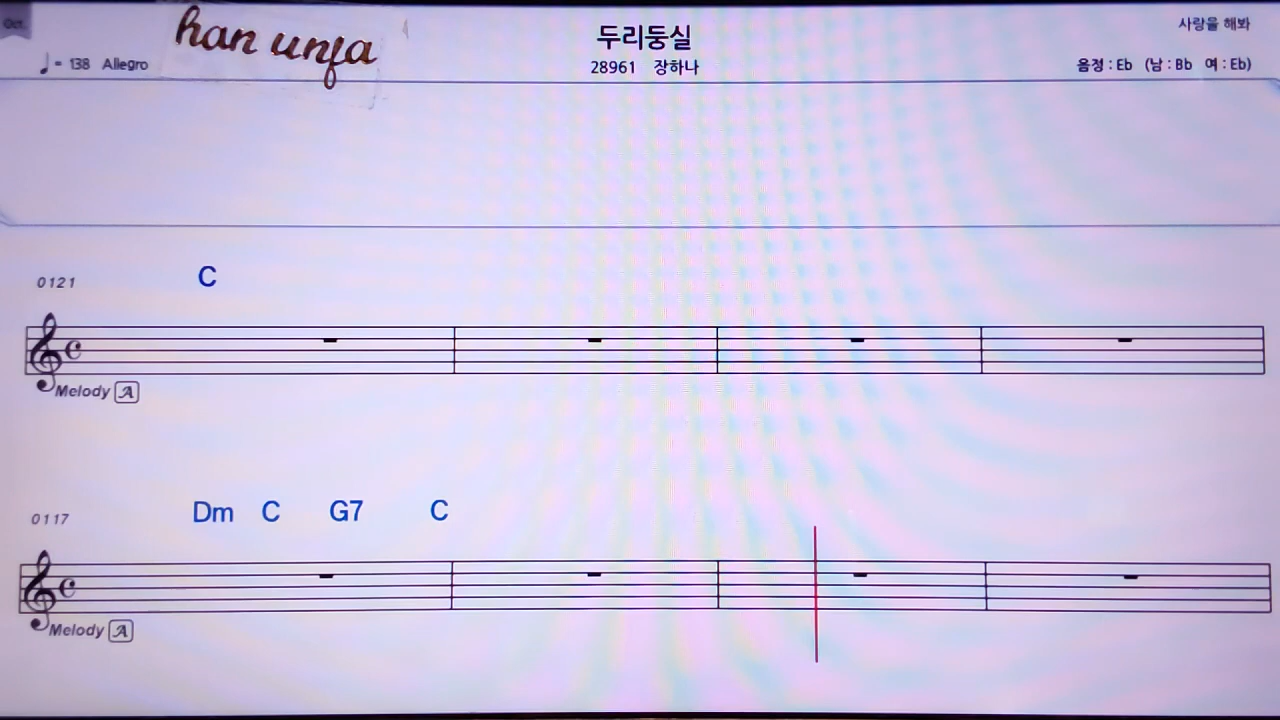 Oct.
han unfa
두리둥실
사랑을 해봐
♩ = 138 Allegro
28961 장하나
음정 : Eb (남 : Bb 여 : Eb)
0121
C
Melody A
0117
Dm C G7 C
Melody A